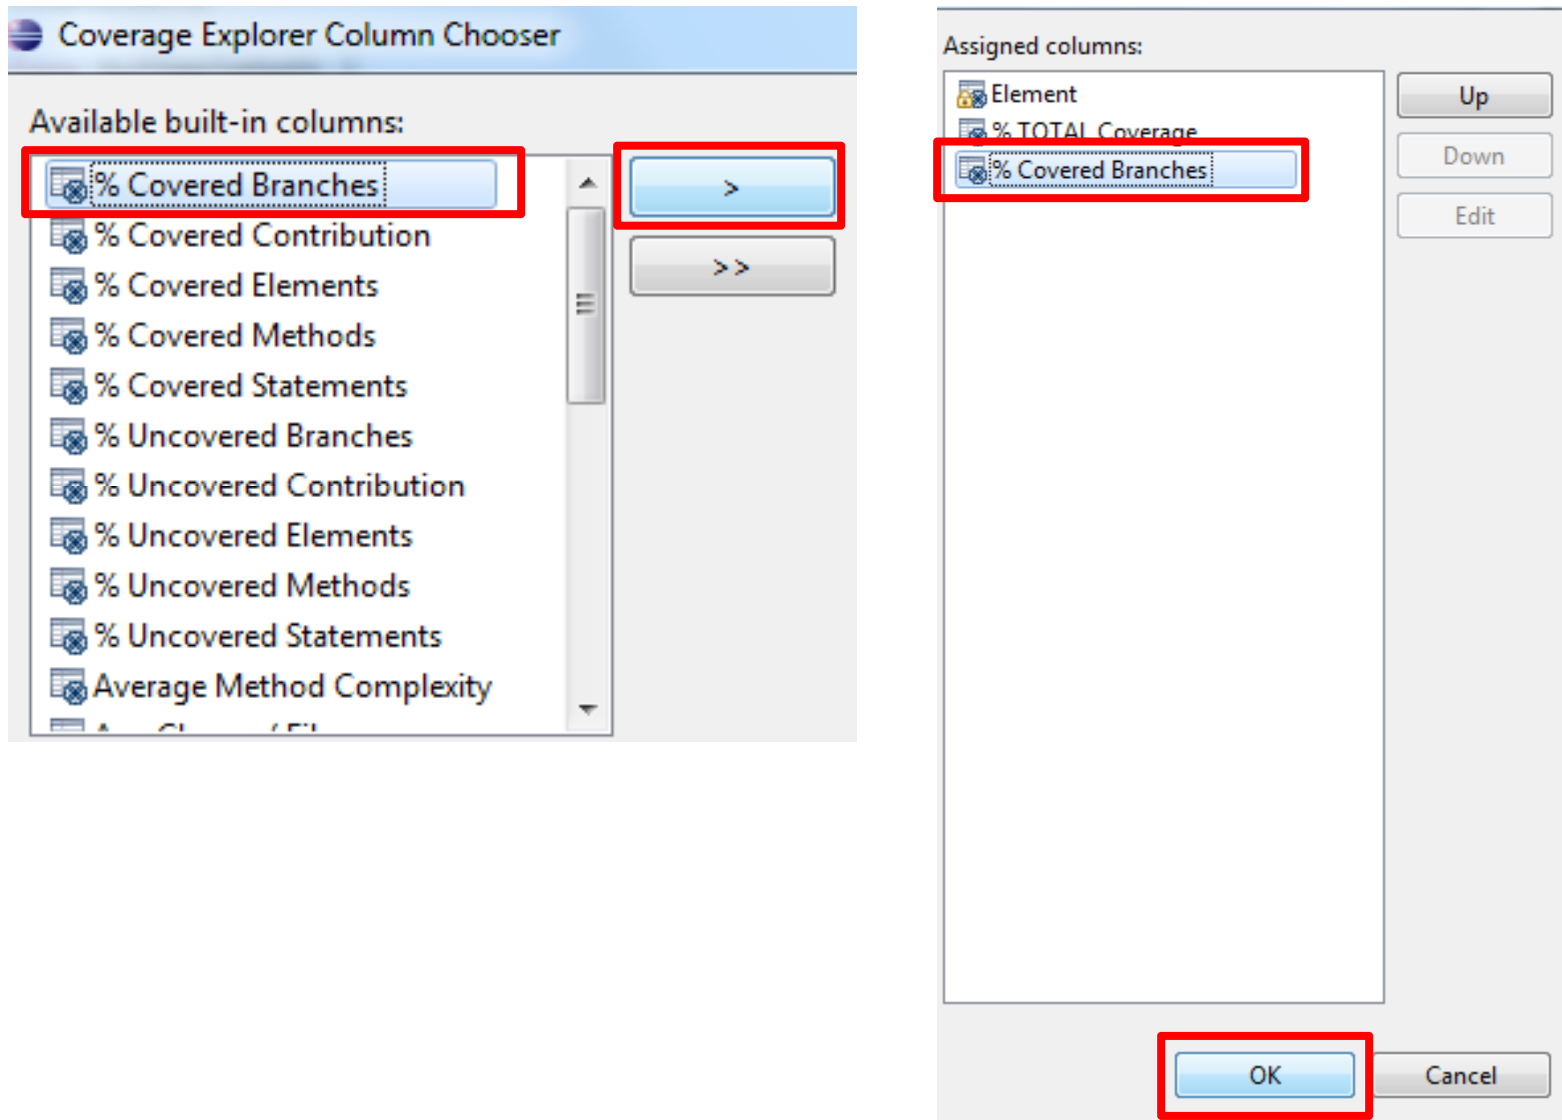 Coverage Explorer Column Chooser
Available built-in columns:
% Covered Branches
% Covered Contribution
% Covered Elements
% Covered Methods
% Covered Statements
% Uncovered Branches
% Uncovered Contribution
% Uncovered Elements
% Uncovered Methods
% Uncovered Statements
Average Method Complexity
>
>>
Assigned columns:
Element
% TOTAL Coverage
% Covered Branches
Up
Down
Edit
OK
Cancel